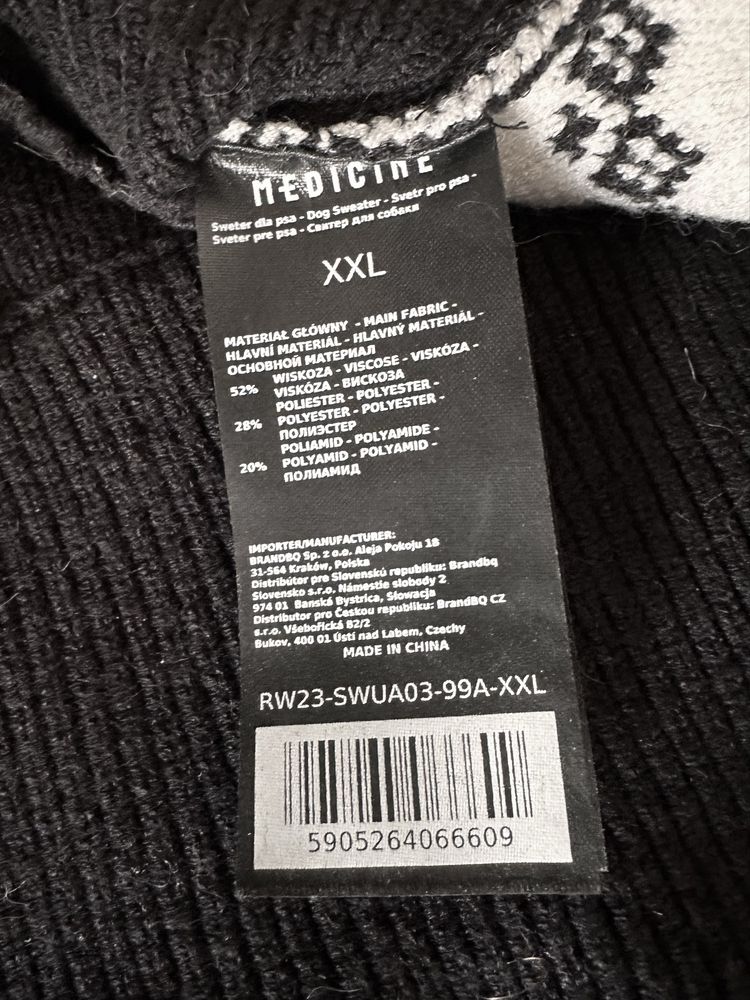 MEDICINE
Sweter dla psa - Dog Sweater - Svetr pro psa -
Sveter pre psa - Свитер для собаки
XXL
MATERIAŁ GŁÓWNY - MAIN FABRIC -
HLAVNÍ MATERIÁL - HLAVNÝ MATERIÁL -
ОСНОВНОЙ МАТЕРИАЛ
52% WISKOZA - VISCOSE - VISKÓZA -
VISKÓZA - ВИСКОЗА
28% POLIESTER - POLYESTER -
POLYESTER - POLYESTER -
ПОЛИЭСТЕР
20% POLIAMID - POLYAMIDE -
POLYAMID - POLYAMID -
ПОЛИАМИД
IMPORTER/MANUFACTURER:
BRANDBQ Sp. z o.o. Aleja Pokoju 18
31-564 Kraków, Polska
Distribútor pre Slovenskú republiku: Brandbq
Slovensko s.r.o. Námestie slobody 2
974 01 Banská Bystrica, Słowacja
Distributor pro Českou republiku: BrandBQ CZ
s.r.o. Všebořická 82/2
Bukov, 400 01 Ústí nad Labem, Czechy
MADE IN CHINA
RW23-SWUA03-99A-XXL
5905264066609